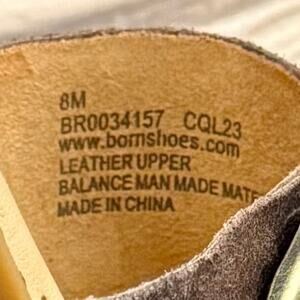 8M
BR0034157 CQL23
www.bornshoes.com
LEATHER UPPER
BALANCE MAN MADE MATE
MADE IN CHINA